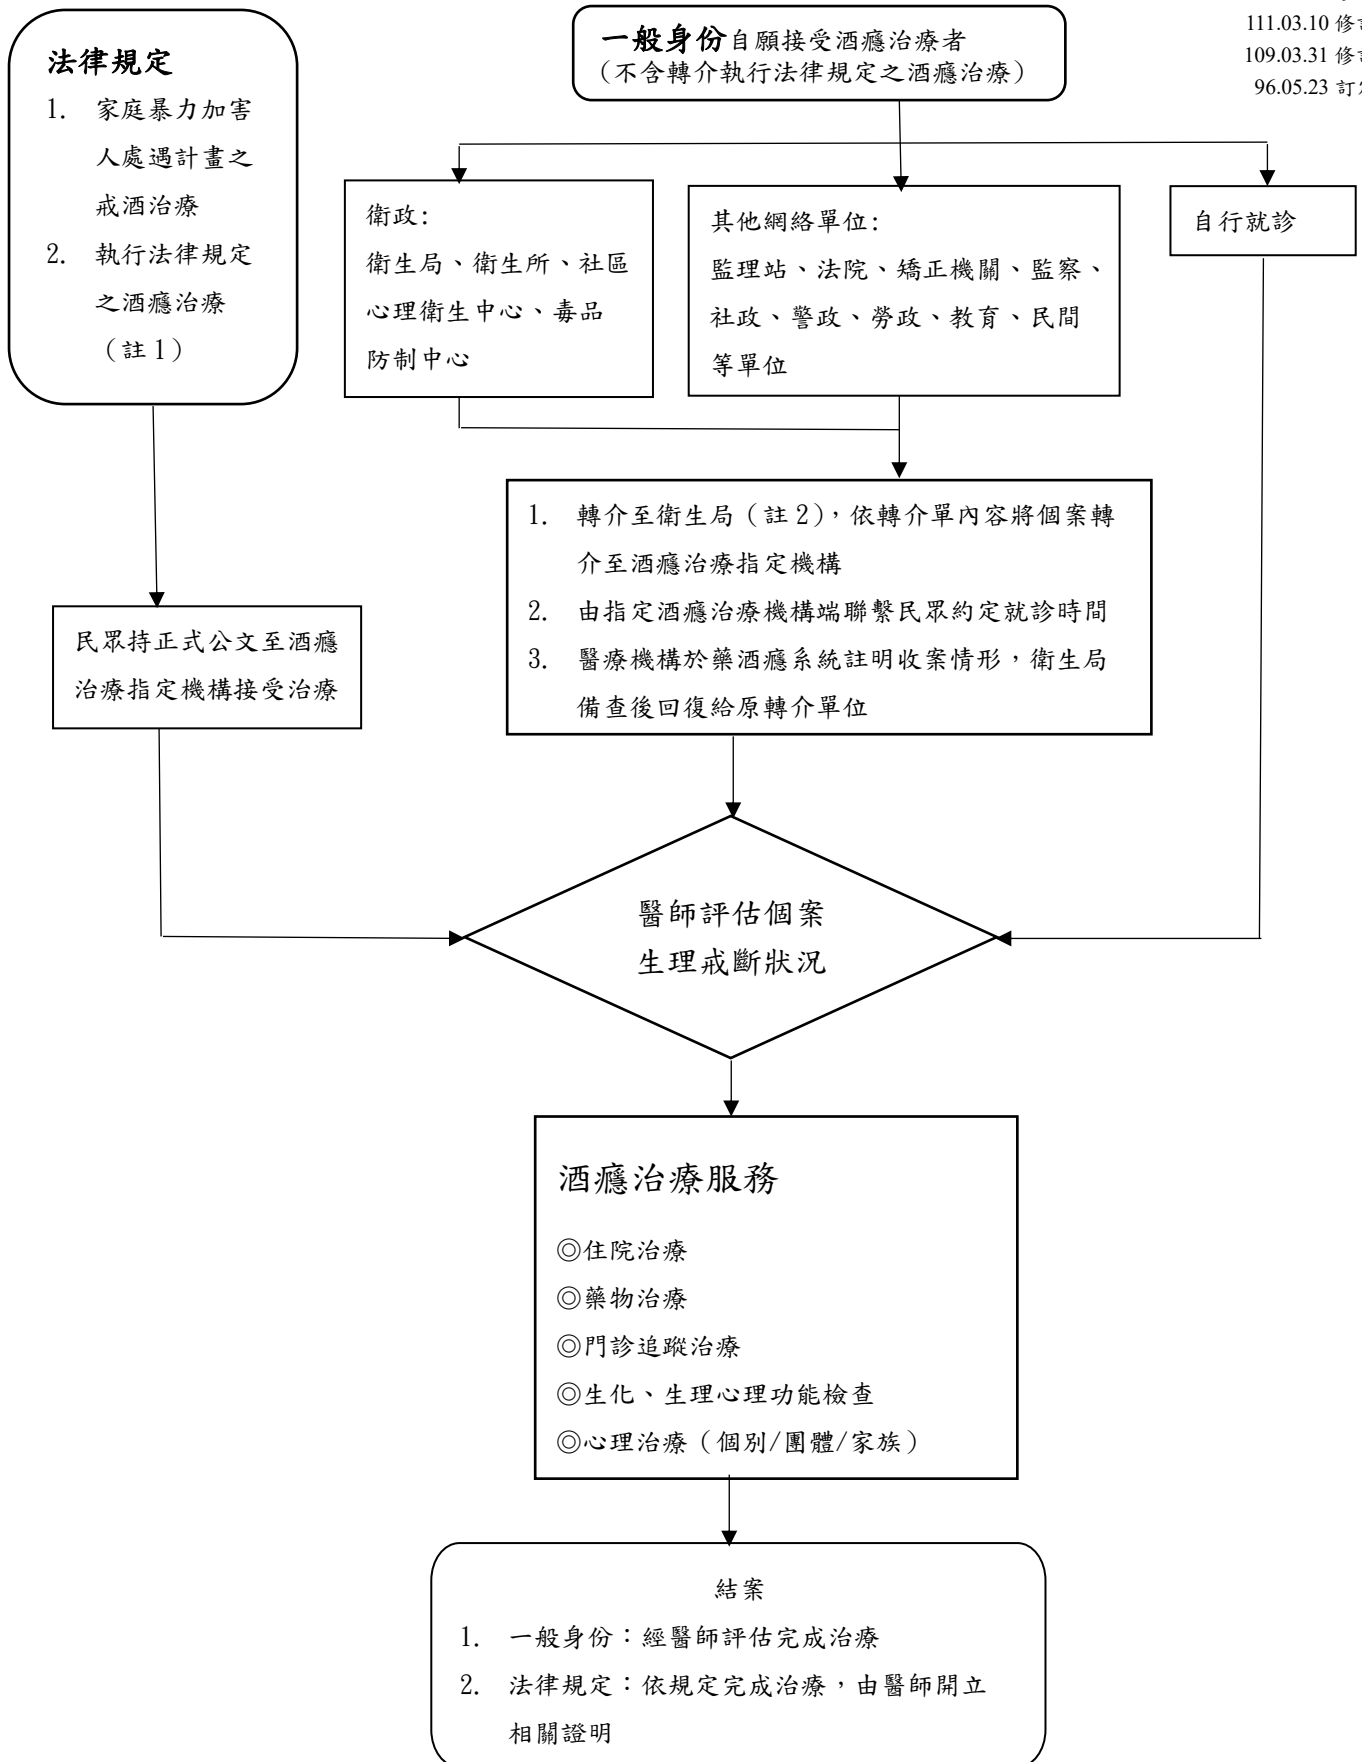 111.03.10 修
109.03.31 修
96.05.23 訂
法律規定
1. 家庭暴力加害
人處遇計畫之
戒酒治療
2. 執行法律規定
之酒癮治療
（註 1）
一般身份自願接受酒癮治療者
（不含轉介執行法律規定之酒癮治療）
衛政:
衛生局、衛生所、社區
心理衛生中心、毒品
防制中心
其他網絡單位:
監理站、法院、矯正機關、監察、
社政、警政、勞政、教育、民間
等單位
自行就診
民眾持正式公文至酒癮
治療指定機構接受治療
1. 轉介至衛生局（註 2），依轉介單內容將個案轉
介至酒癮治療指定機構
2. 由指定酒癮治療機構端聯繫民眾約定就診時間
3. 醫療機構於藥酒癮系統註明收案情形，衛生局
備查後回復給原轉介單位
醫師評估個案
生理戒斷狀況
酒癮治療服務
◎住院治療
◎藥物治療
◎門診追蹤治療
◎生化、生理心理功能檢查
◎心理治療（個別/團體/家族）
結案
1. 一般身份：經醫師評估完成治療
2. 法律規定：依規定完成治療，由醫師開立
相關證明